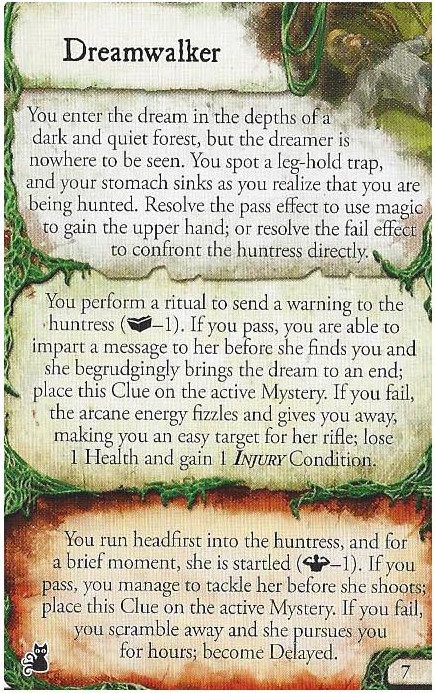 Dreamwalker
You enter the dream in the depths of a
dark and quiet forest, but the dreamer is
nowhere to be seen. You spot a leg-hold trap,
and your stomach sinks as you realize that you are
being hunted. Resolve the pass effect to use magic
to gain the upper hand; or resolve the fail effect
to confront the huntress directly.
You perform a ritual to send a warning to the
huntress (–1). If you pass, you are able to
impart a message to her before she finds you and
she begrudgingly brings the dream to an end;
place this Clue on the active Mystery. If you fail,
the arcane energy fizzles and gives you away,
making you an easy target for her rifle; lose
1 Health and gain 1 INJURY Condition.
You run headfirst into the huntress, and for
a brief moment, she is startled (–1). If you
pass, you manage to tackle her before she shoots;
place this Clue on the active Mystery. If you fail,
you scramble away and she pursues you
for hours; become Delayed.
7